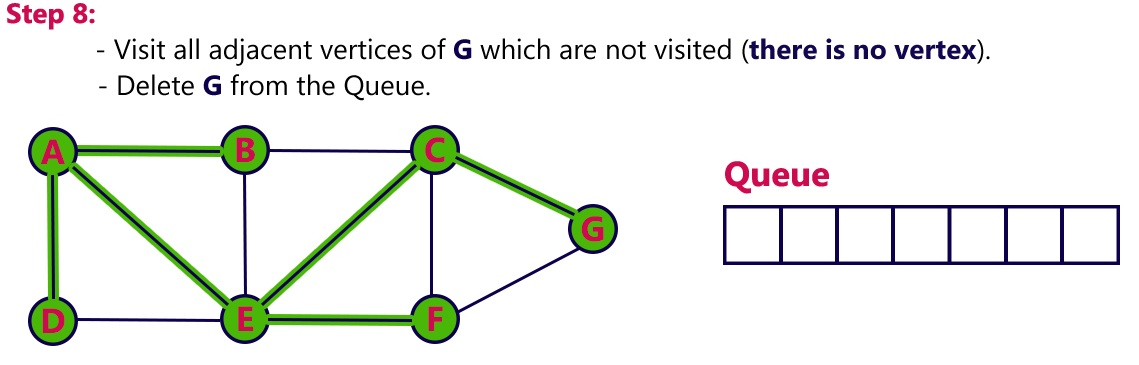 Step 8:
- Visit all adjacent vertices of G which are not visited (there is no vertex).
- Delete G from the Queue.
A B C
Queue
G
D E F